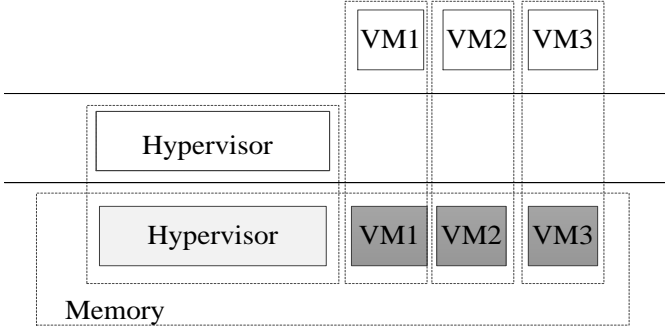 VM1 VM2 VM3
Hypervisor
Hypervisor VM1 VM2 VM3
Memory